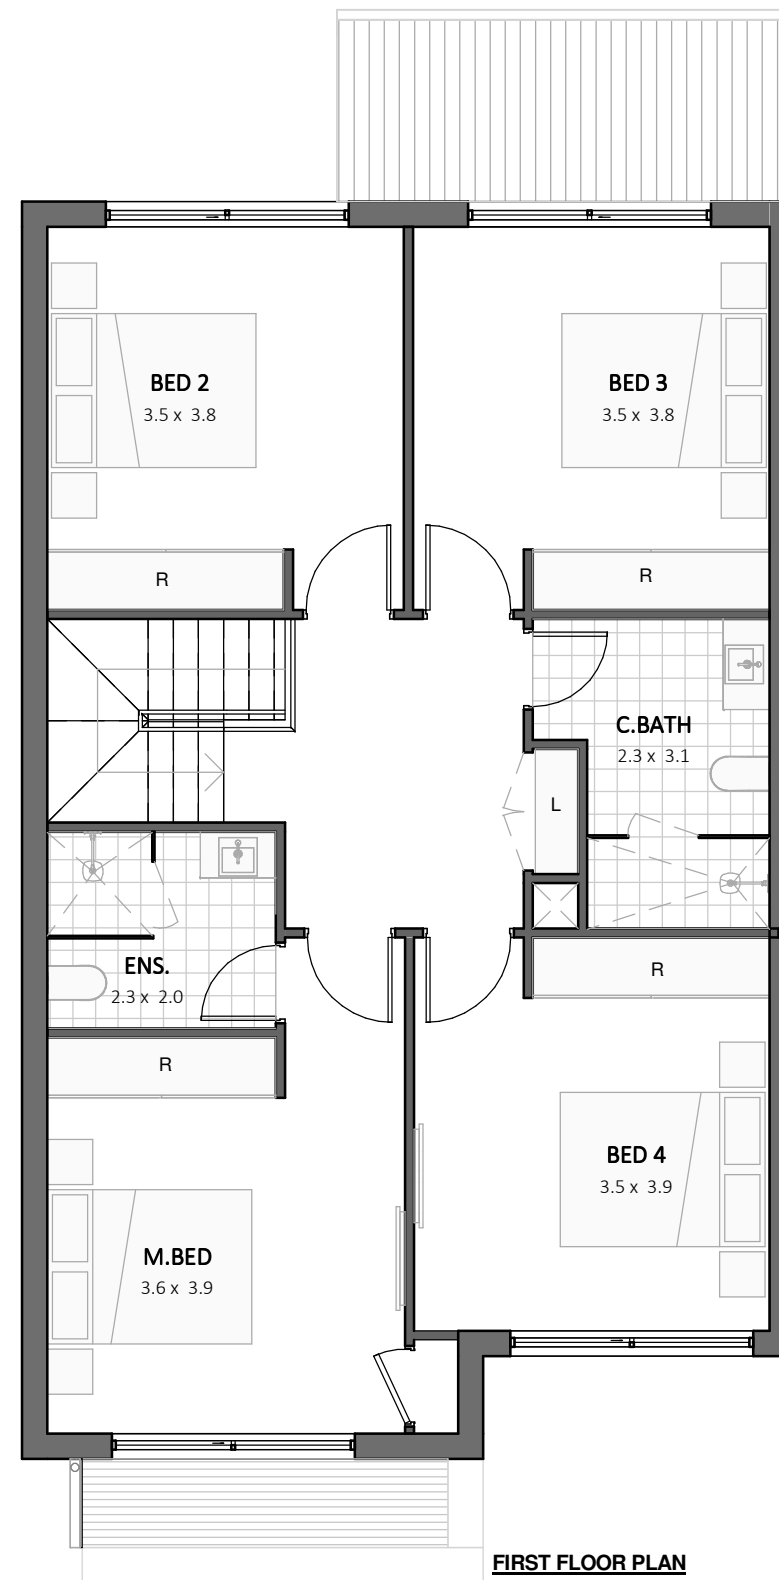 BED 2
3.5 x 3.8
BED 3
3.5 x 3.8
R
R
C.BATH
2.3 x 3.1
L
ENS.
2.3 x 2.0
R
R
BED 4
3.5 x 3.9
M.BED
3.6 x 3.9
FIRST FLOOR PLAN